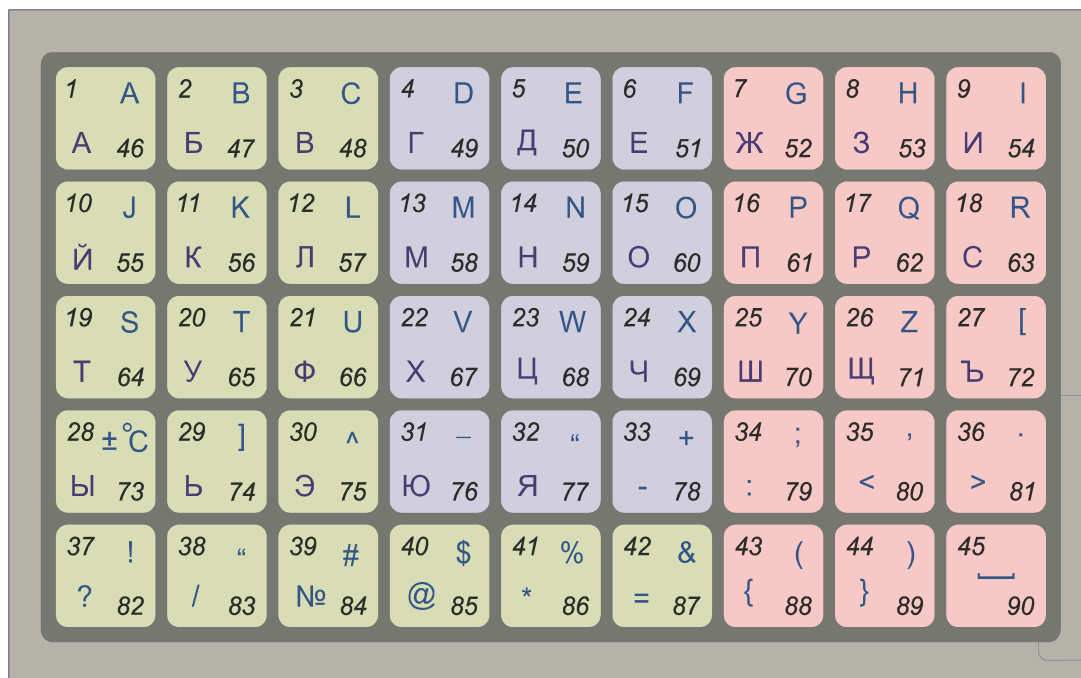 1 A 2 B 3 C 4 D 5 E 6 F 7 G 8 H 9 I
А 46 Б 47 В 48 Г 49 Д 50 Е 51 Ж 52 З 53 И 54
10 J 11 K 12 L 13 M 14 N 15 O 16 P 17 Q 18 R
Й 55 К 56 Л 57 М 58 Н 59 О 60 П 61 Р 62 С 63
19 S 20 T 21 U 22 V 23 W 24 X 25 Y 26 Z 27 [
Т 64 У 65 Ф 66 Х 67 Ц 68 Ч 69 Ш 70 Щ 71 Ъ 72
28 ±°C 29 ] 30 ^ 31 – 32 “ 33 + 34 ; 35 , 36 ·
Ы 73 Ь 74 Э 75 Ю 76 Я 77 - 78 : 79 < 80 > 81
37 ! 38 “ 39 # 40 $ 41 % 42 & 43 ( 44 ) 45 ⎵
? 82 / 83 № 84 @ 85 * 86 = 87 { 88 } 89 90